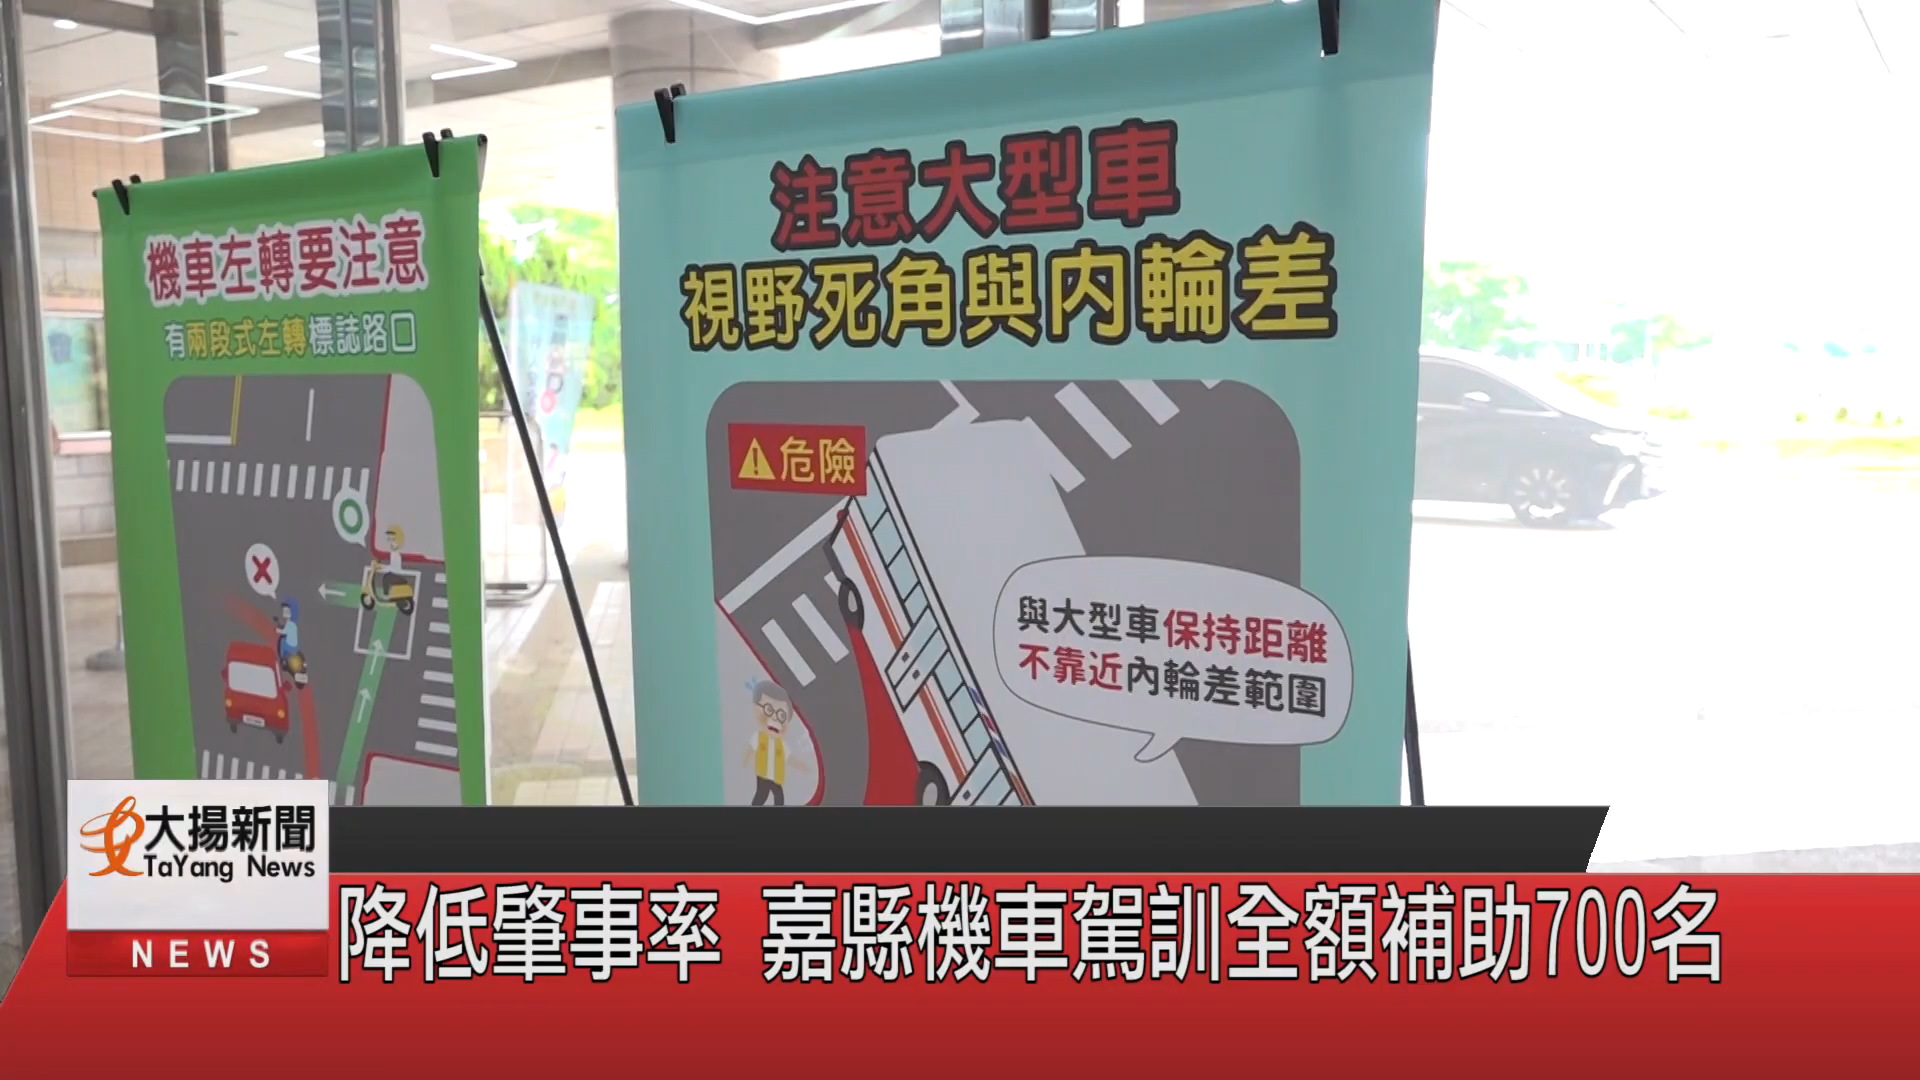 機車左轉要注意
有兩段式左轉標誌路口
注意大型車
視野死角與內輪差
危險
與大型車保持距離
不靠近內輪差範圍
大揚新聞
TaYang News
NEWS
降低肇事率 嘉縣機車駕訓全額補助700名